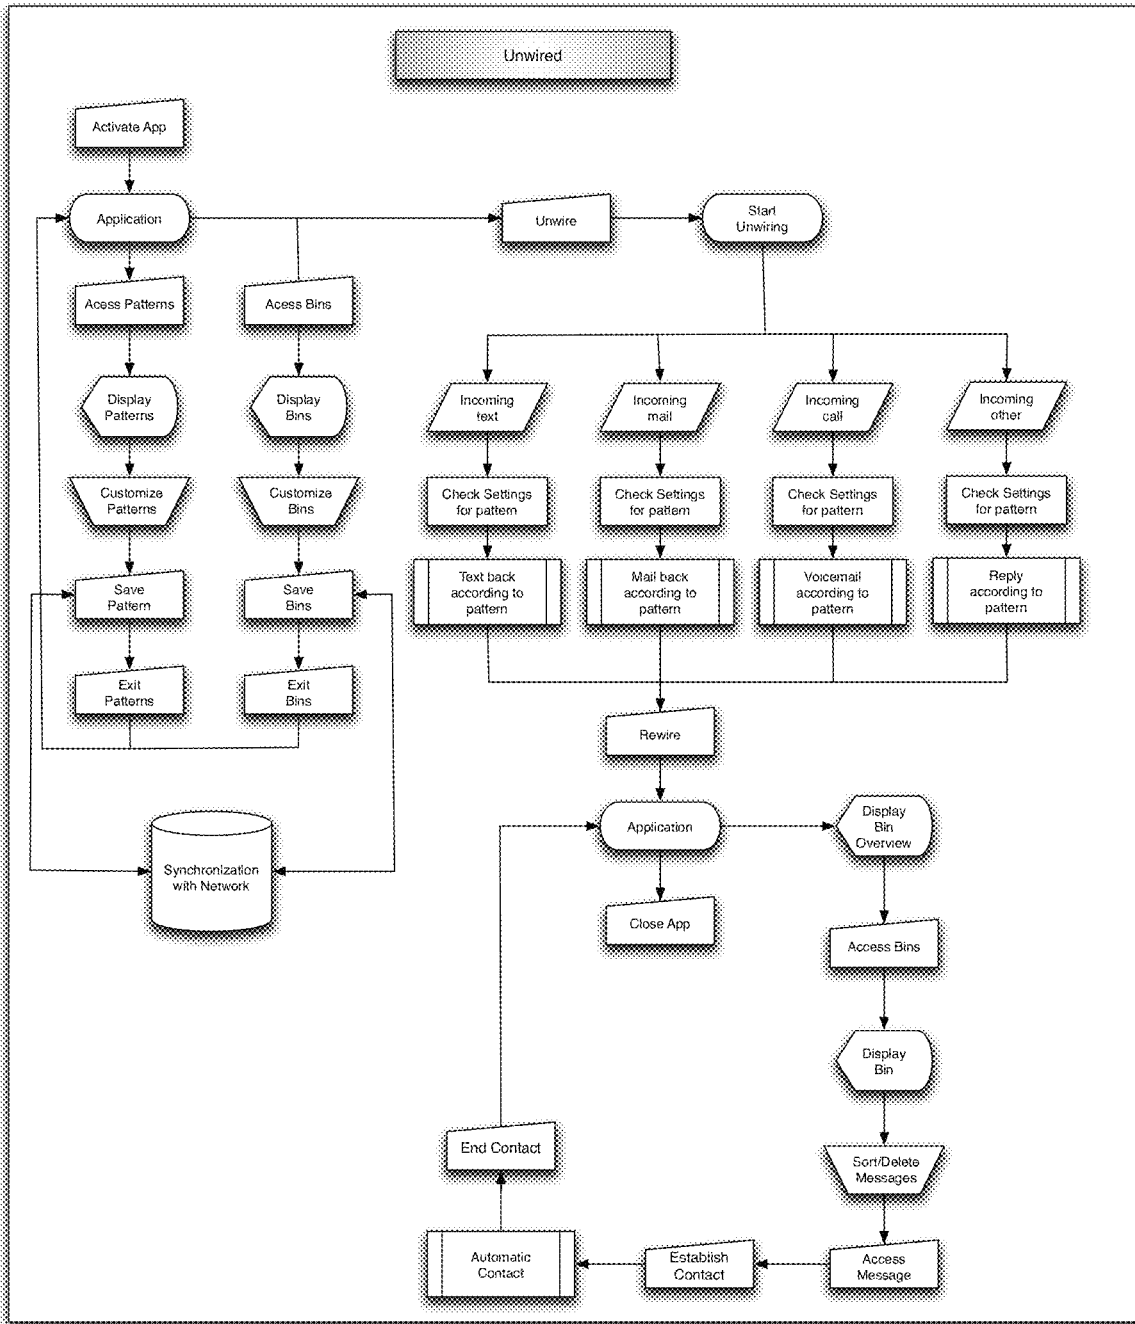 Unwired
Activate App
Application
Unwire
Start
Unwiring
Acess Patterns
Acess Bins
Display
Patterns
Display
Bins
Incoming
text
Incoming
mail
Incoming
call
Incoming
other
Customize
Patterns
Customize
Bins
Check Settings
for pattern
Check Settings
for pattern
Check Settings
for pattern
Check Settings
for pattern
Save
Pattern
Save
Bins
Text back
according to
pattern
Mail back
according to
pattern
Voicemail
according to
pattern
Reply
according to
pattern
Exit
Patterns
Exit
Bins
Rewire
Synchronization
with Network
Application
Display
Bin
Overview
Close App
Access Bins
Display
Bin
End Contact
Sort/Delete
Messages
Automatic
Contact
Establish
Contact
Access
Message